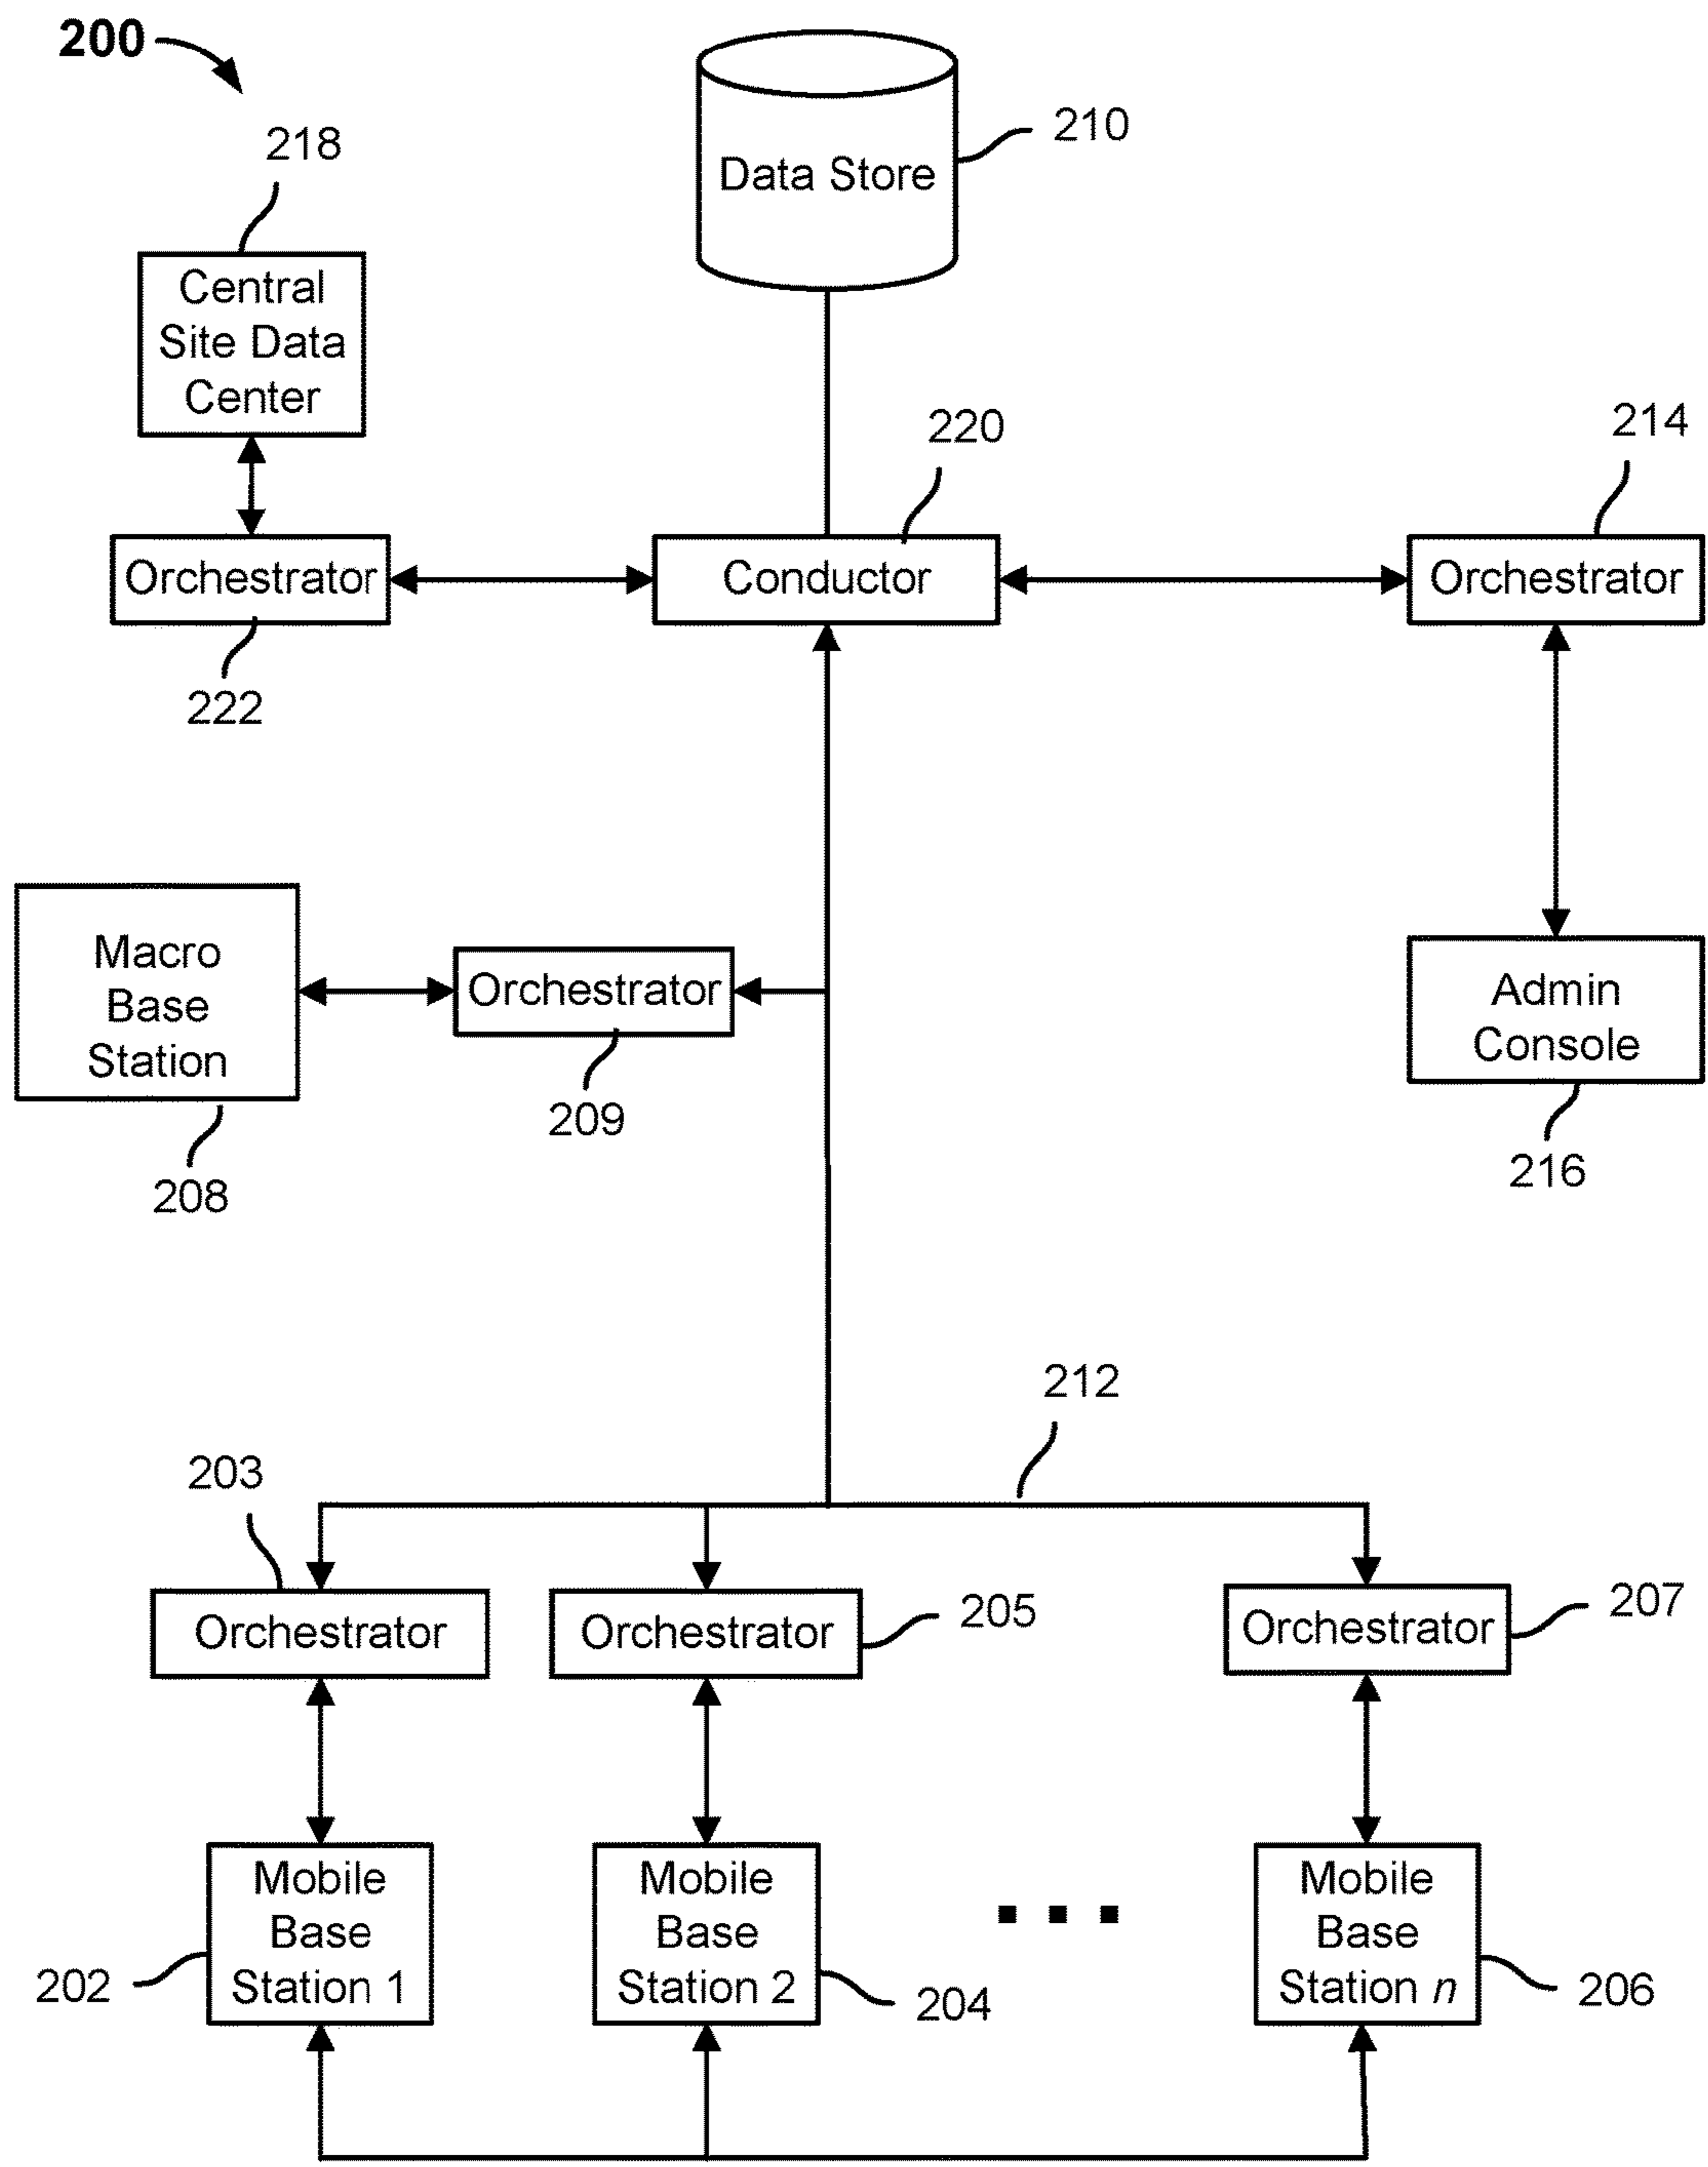 200
218
210
Data Store
Central
Site Data
Center
220
214
Orchestrator
Conductor
Orchestrator
222
Macro
Base
Station
Orchestrator
Admin
Console
209
208
216
212
203
205
207
Orchestrator
Orchestrator
Orchestrator
Mobile
Base
Station 1
Mobile
Base
Station 2
Mobile
Base
Station n
202
204
206